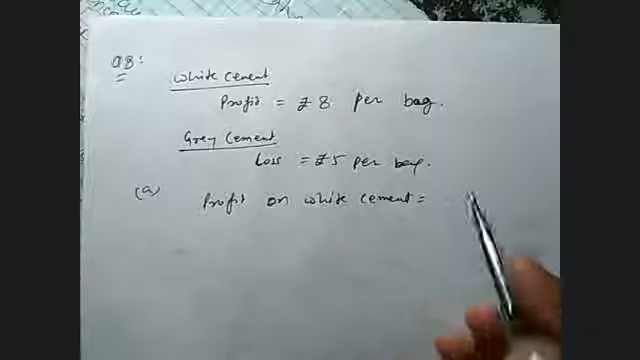 Q8:
White cement
Profit = ₹8 per bag.
Grey Cement
Loss = ₹5 per bag.
(a) Profit on white cement =